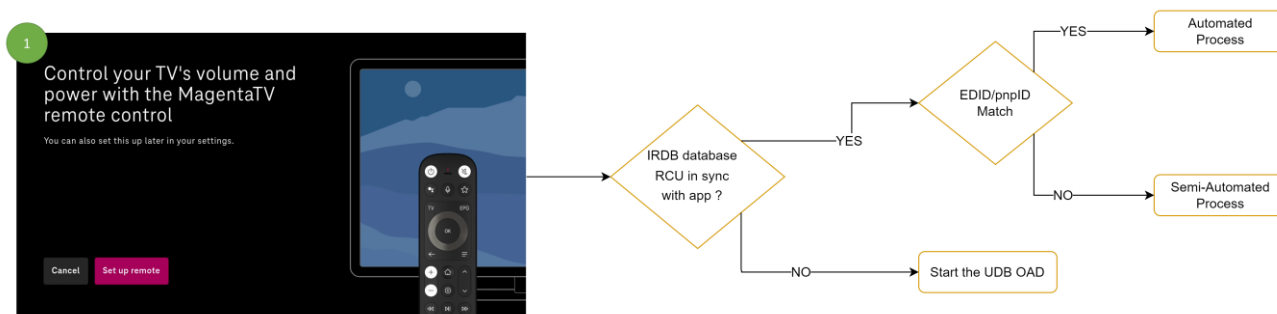 1
Control your TV's volume and
power with the MagentaTV
remote control
You can also set this up later in your settings.
TV EPG
OK
Cancel Set up remote
IRDB database
RCU in sync
with app ?
YES
NO
EDID/pnpID
Match
YES
NO
Automated
Process
Semi-Automated
Process
Start the UDB OAD